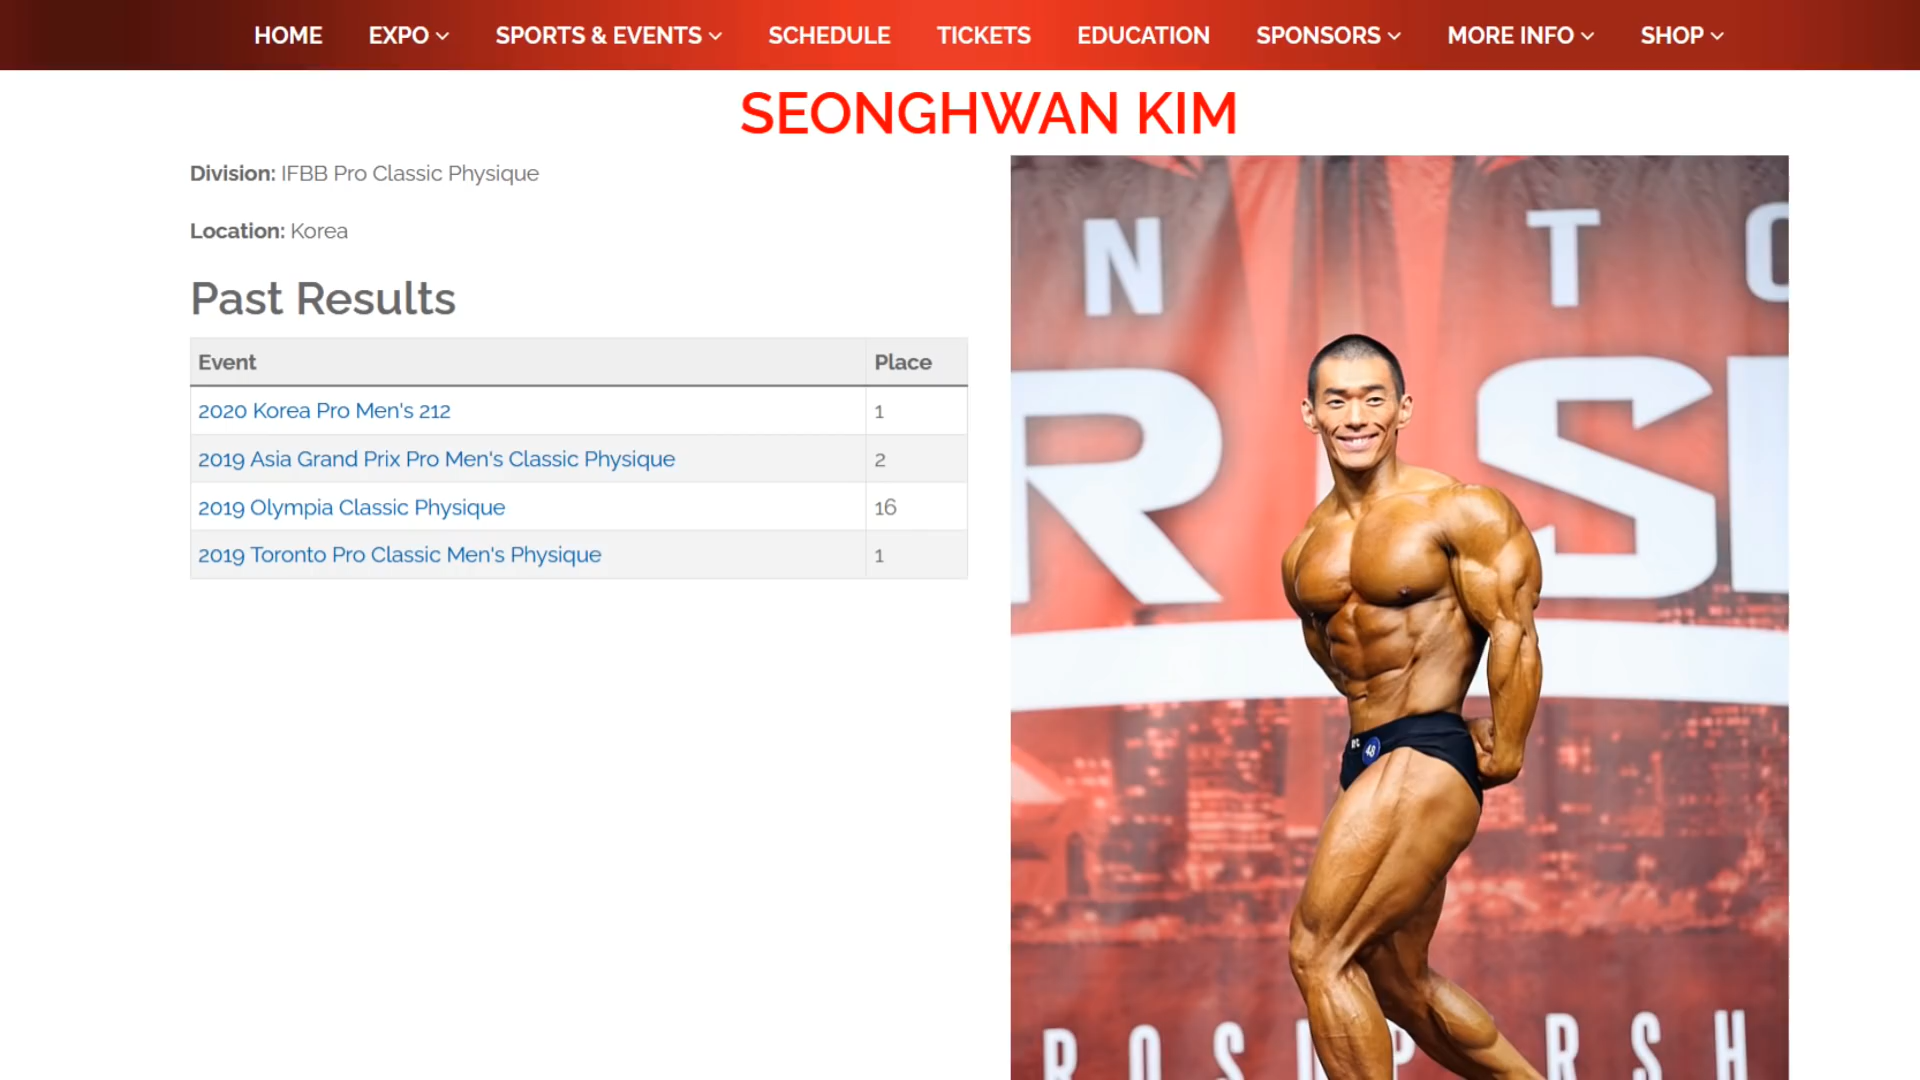 HOME EXPO SPORTS & EVENTS SCHEDULE TICKETS EDUCATION SPONSORS MORE INFO SHOP
SEONGHWAN KIM
Division: IFBB Pro Classic Physique
Location: Korea
Past Results
Event Place
2020 Korea Pro Men's 212 1
2019 Asia Grand Prix Pro Men's Classic Physique 2
2019 Olympia Classic Physique 16
2019 Toronto Pro Classic Men's Physique 1
N T O
R S
48
R O S P R S H